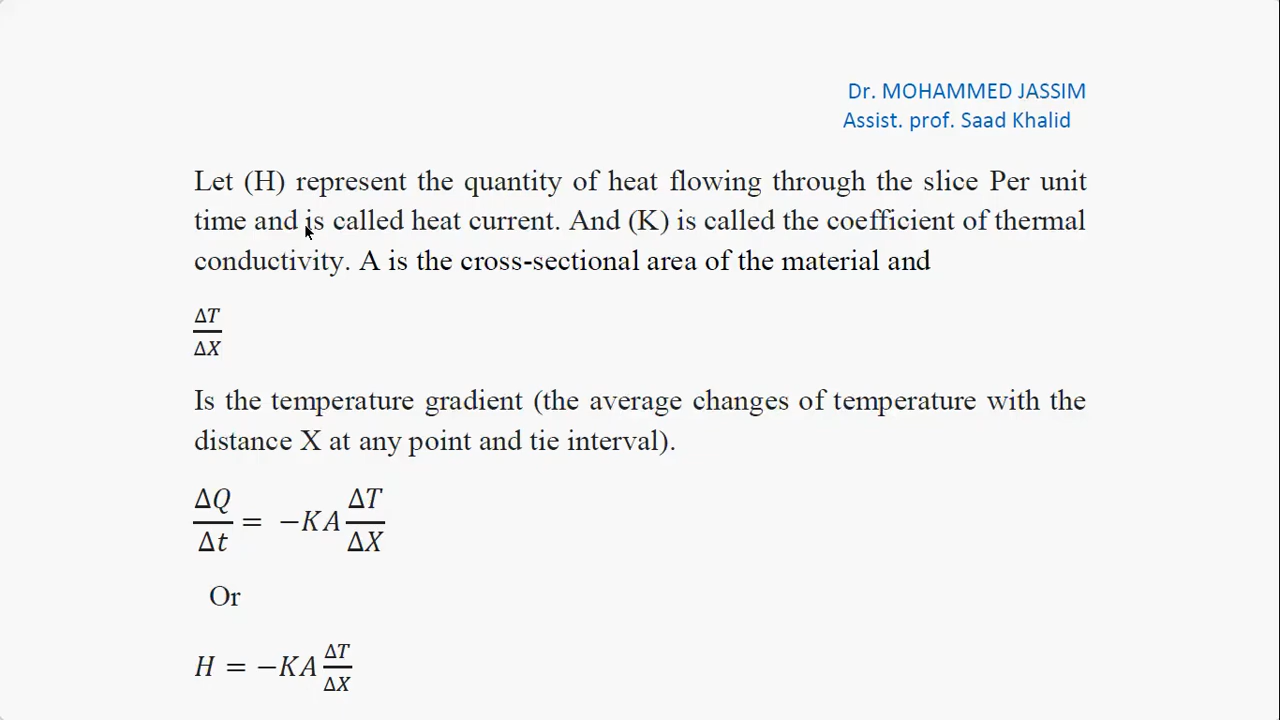 Dr. MOHAMMED JASSIM
Assist. prof. Saad Khalid
Let (H) represent the quantity of heat flowing through the slice Per unit
time and is called heat current. And (K) is called the coefficient of thermal
conductivity. A is the cross-sectional area of the material and
ΔT/ΔX
Is the temperature gradient (the average changes of temperature with the
distance X at any point and tie interval).
ΔQ/Δt = −KA ΔT/ΔX
Or
H = −KA ΔT/ΔX